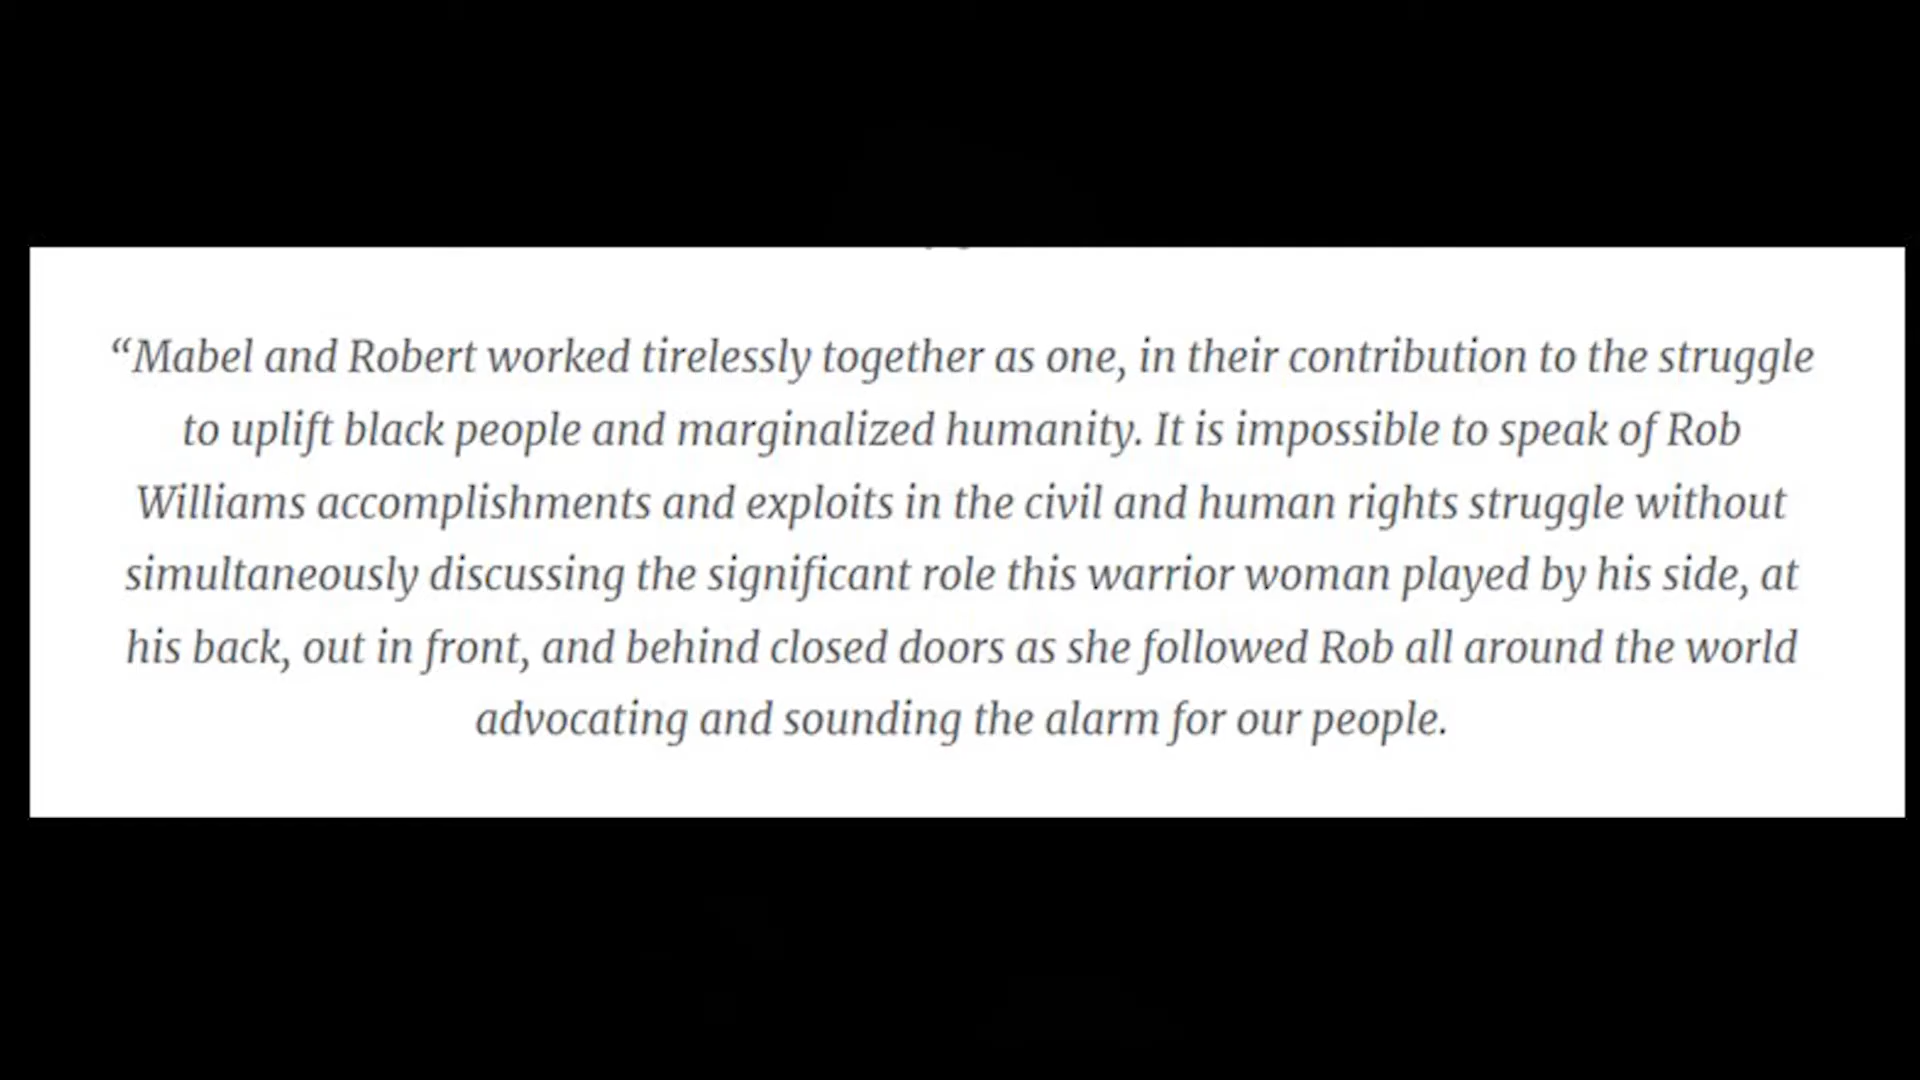 “Mabel and Robert worked tirelessly together as one, in their contribution to the struggle
to uplift black people and marginalized humanity. It is impossible to speak of Rob
Williams accomplishments and exploits in the civil and human rights struggle without
simultaneously discussing the significant role this warrior woman played by his side, at
his back, out in front, and behind closed doors as she followed Rob all around the world
advocating and sounding the alarm for our people.